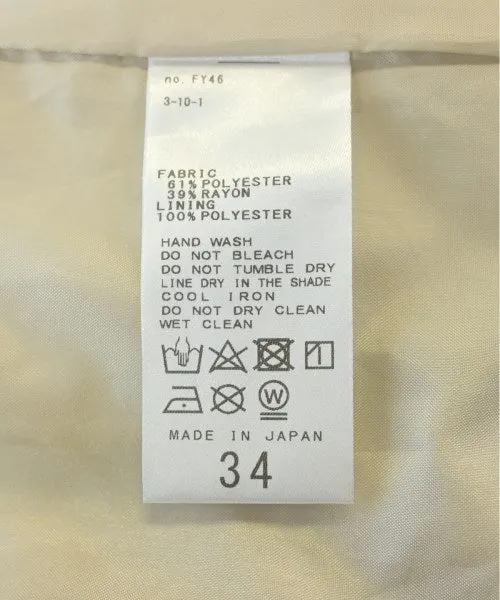 no. FY46
3-10-1
FABRIC
61% POLYESTER
39% RAYON
LINING
100% POLYESTER
HAND WASH
DO NOT BLEACH
DO NOT TUMBLE DRY
LINE DRY IN THE SHADE
COOL IRON
DO NOT DRY CLEAN
WET CLEAN
W
MADE IN JAPAN
34